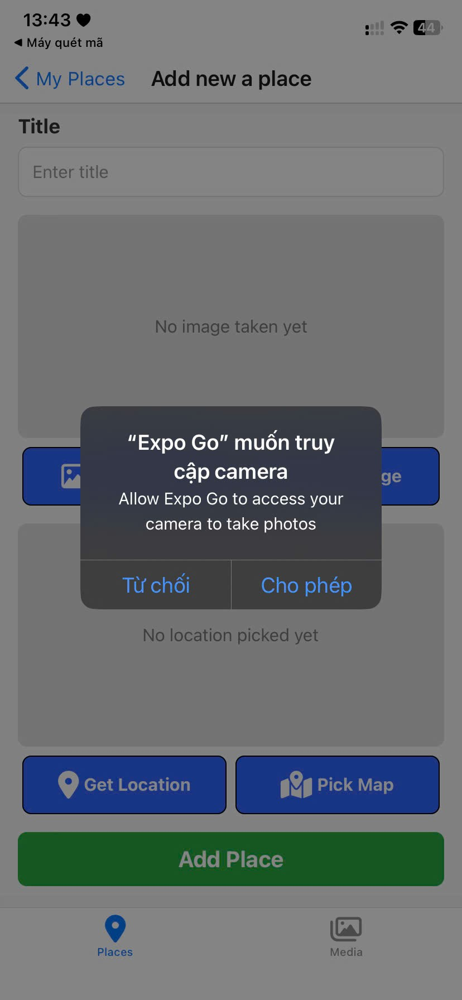 13:43
44
Máy quét mã
My Places
Add new a place
Title
Enter title
No image taken yet
“Expo Go” muốn truy
cập camera
Allow Expo Go to access your
camera to take photos
Từ chối
Cho phép
No location picked yet
Get Location
Pick Map
Add Place
Places
Media